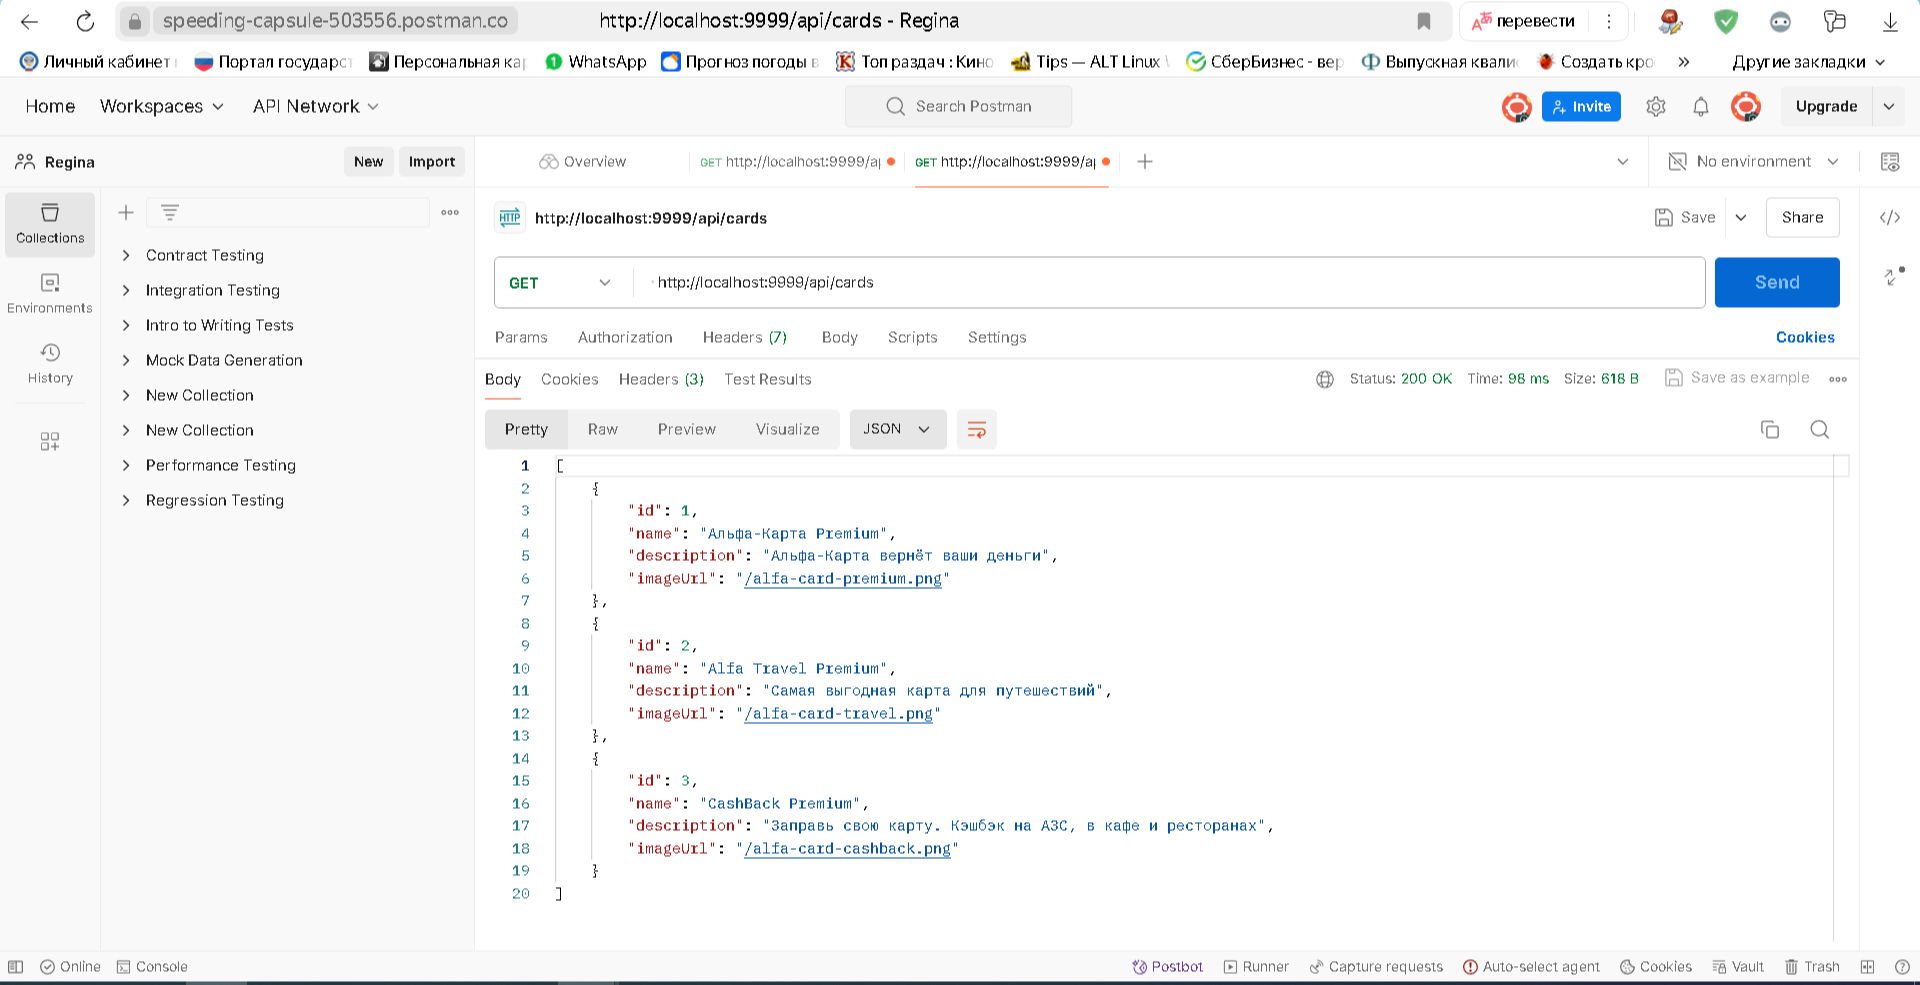 speeding-capsule-503556.postman.co
http://localhost:9999/api/cards - Regina
перевести
Личный кабинет
Портал государст
Персональная ка
WhatsApp
Прогноз погоды в
Топ раздач : Кино
Tips — ALT Linux
СберБизнес - вер
Выпускная квали
Создать кро
»
Другие закладки
Home
Workspaces
API Network
Search Postman
Invite
Upgrade
Regina
New
Import
Overview
GET http://localhost:9999/a
GET http://localhost:9999/a
No environment
Collections
Environments
History
Contract Testing
Integration Testing
Intro to Writing Tests
Mock Data Generation
New Collection
New Collection
Performance Testing
Regression Testing
HTTP
http://localhost:9999/api/cards
Save
Share
GET
http://localhost:9999/api/cards
Send
Params
Authorization
Headers (7)
Body
Scripts
Settings
Cookies
Body
Cookies
Headers (3)
Test Results
Status: 200 OK
Time: 98 ms
Size: 618 B
Save as example
Pretty
Raw
Preview
Visualize
JSON
1 [
2 {
3 "id": 1,
4 "name": "Альфа-Карта Premium",
5 "description": "Альфа-Карта вернёт ваши деньги",
6 "imageUrl": "/alfa-card-premium.png"
7 },
8 {
9 "id": 2,
10 "name": "Alfa Travel Premium",
11 "description": "Самая выгодная карта для путешествий",
12 "imageUrl": "/alfa-card-travel.png"
13 },
14 {
15 "id": 3,
16 "name": "CashBack Premium",
17 "description": "Заправь свою карту. Кэшбэк на АЗС, в кафе и ресторанах",
18 "imageUrl": "/alfa-card-cashback.png"
19 }
20 ]
Online
Console
Postbot
Runner
Capture requests
Auto-select agent
Cookies
Vault
Trash